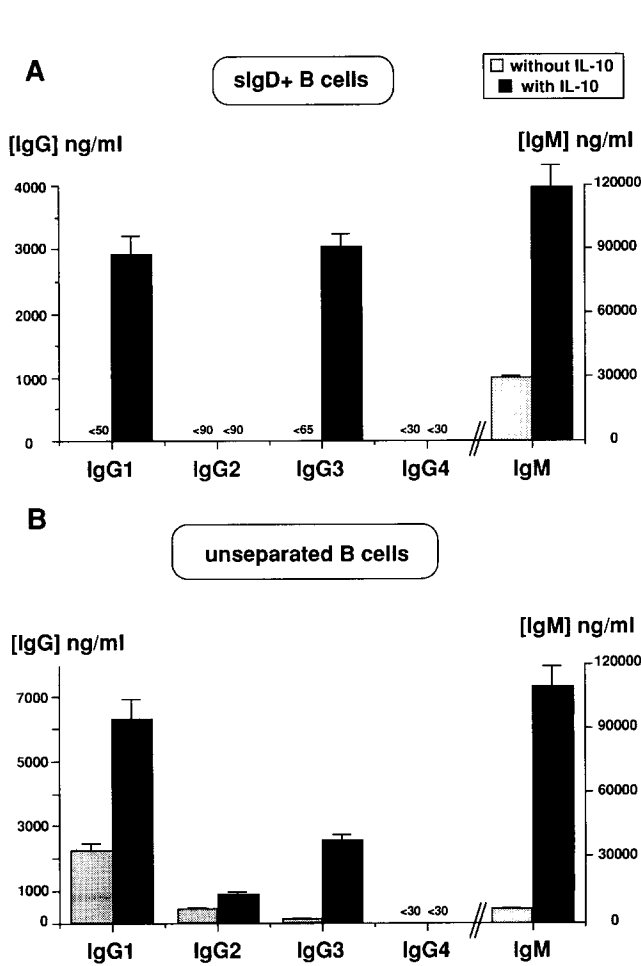 A
sIgD+ B cells
without IL-10
with IL-10
[IgG] ng/ml
[IgM] ng/ml
4000
3000
2000
1000
0
120000
90000
60000
30000
0
<50
<90 <90
<65
<30 <30
IgG1
IgG2
IgG3
IgG4
IgM
B
unseparated B cells
[IgG] ng/ml
[IgM] ng/ml
7000
5000
3000
1000
0
120000
90000
60000
30000
0
<30 <30
IgG1
IgG2
IgG3
IgG4
IgM